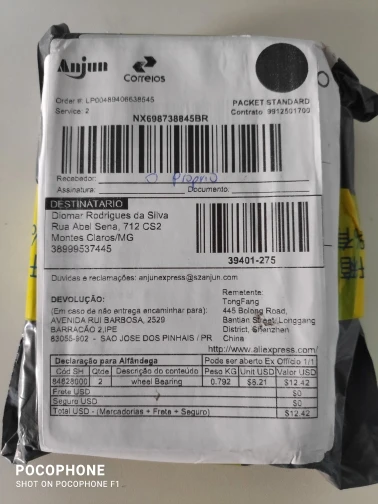 Anjun
Correios
Order #: LP00489406838545
Service: 2
PACKET STANDARD
Contrato: 9912501700
NX698738845BR
Recebedor: O próprio
Assinatura: Documento:
DESTINATÁRIO
Diomar Rodrigues da Silva
Rua Abel Sena, 712 CS2
Montes Claros/MG
38999537445
39401-275
Duvidas e reclamações: anjunexpress@szanjun.com
DEVOLUÇÃO:
(Em caso de não entrega encaminhar para):
AVENIDA RUI BARBOSA, 2529
BARRACÃO 2,IPE
83055-902 - SAO JOSE DOS PINHAIS / PR
Remetente:
TongFang
445 Bolong Road,
Bantian Street/Longgang
District, Shenzhen
China
http://www.aliexpress.com/
Declaração para Alfândega Pode ser aberto Ex Officio 1/1
Cód SH Qtde Descrição do conteúdo Peso KG Unit USD Valor USD
84828000 2 wheel Bearing 0.792 $6.21 $12.42
Frete USD $0
Seguro USD $0
Total USD - (Mercadorias + Frete + Seguro) $12.42
POCOPHONE
SHOT ON POCOPHONE F1